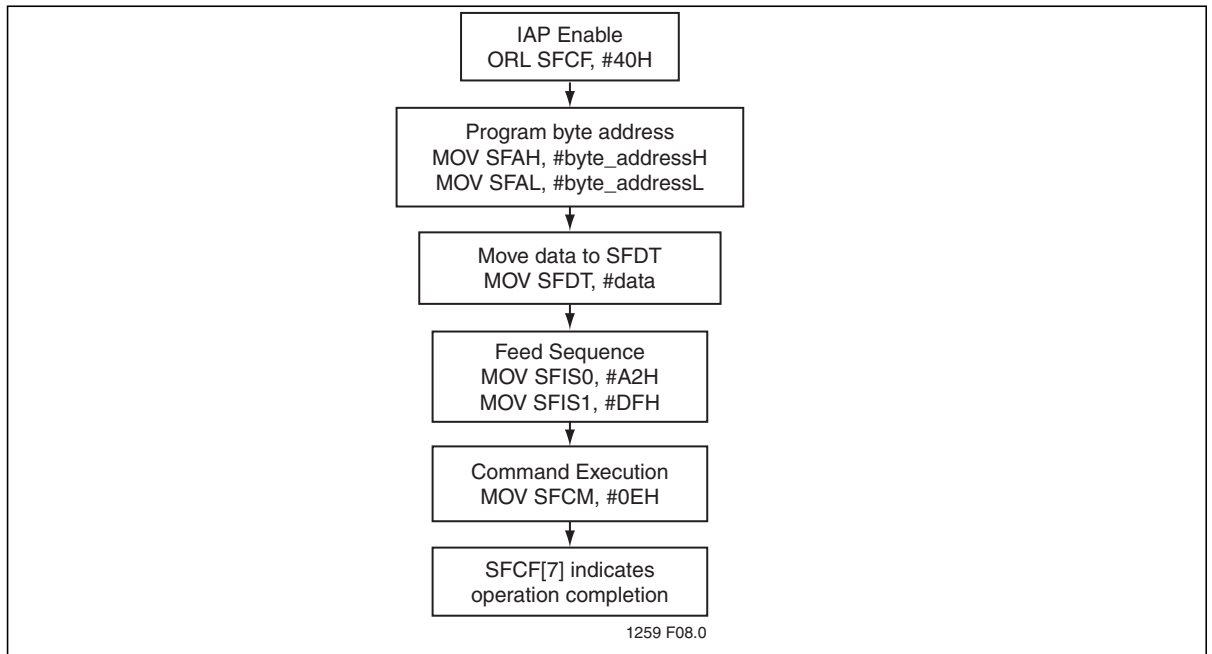 IAP Enable
ORL SFCF, #40H
Program byte address
MOV SFAH, #byte_addressH
MOV SFAL, #byte_addressL
Move data to SFDT
MOV SFDT, #data
Feed Sequence
MOV SFIS0, #A2H
MOV SFIS1, #DFH
Command Execution
MOV SFCM, #0EH
SFCF[7] indicates
operation completion
1259 F08.0